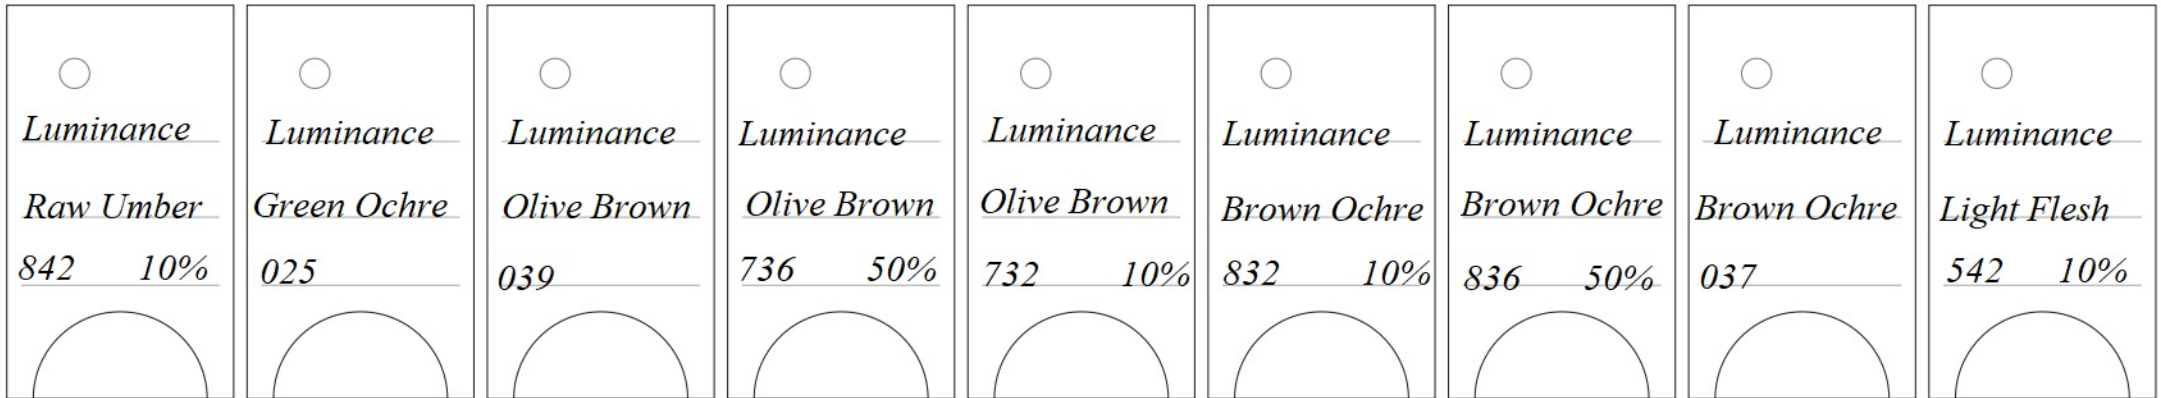 Luminance
Raw Umber
842 10%
Luminance
Green Ochre
025
Luminance
Olive Brown
039
Luminance
Olive Brown
736 50%
Luminance
Olive Brown
732 10%
Luminance
Brown Ochre
832 10%
Luminance
Brown Ochre
836 50%
Luminance
Brown Ochre
037
Luminance
Light Flesh
542 10%